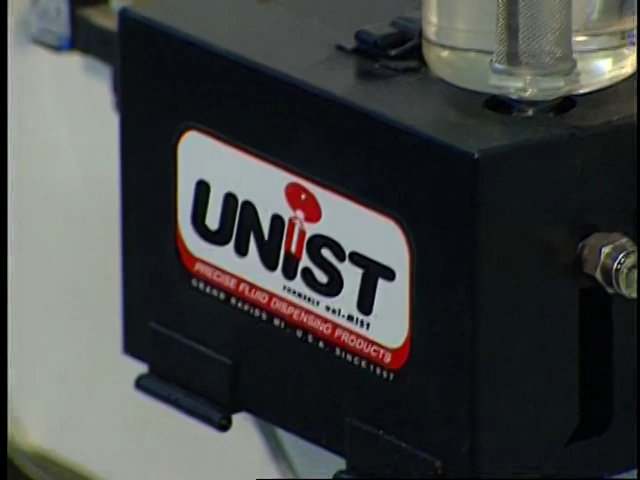 UNIST
FORMERLY uni-MIST
PRECISE FLUID DISPENSING PRODUCTS
GRAND RAPIDS MI. U.S.A. SINCE 1957